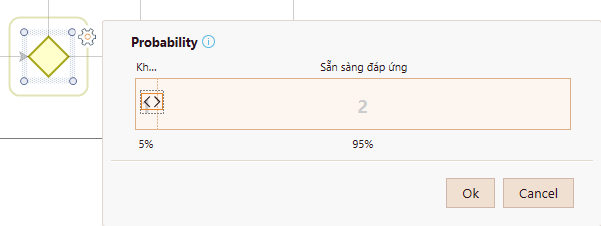 Probability
Kh... Sẵn sàng đáp ứng
2
5% 95%
Ok Cancel